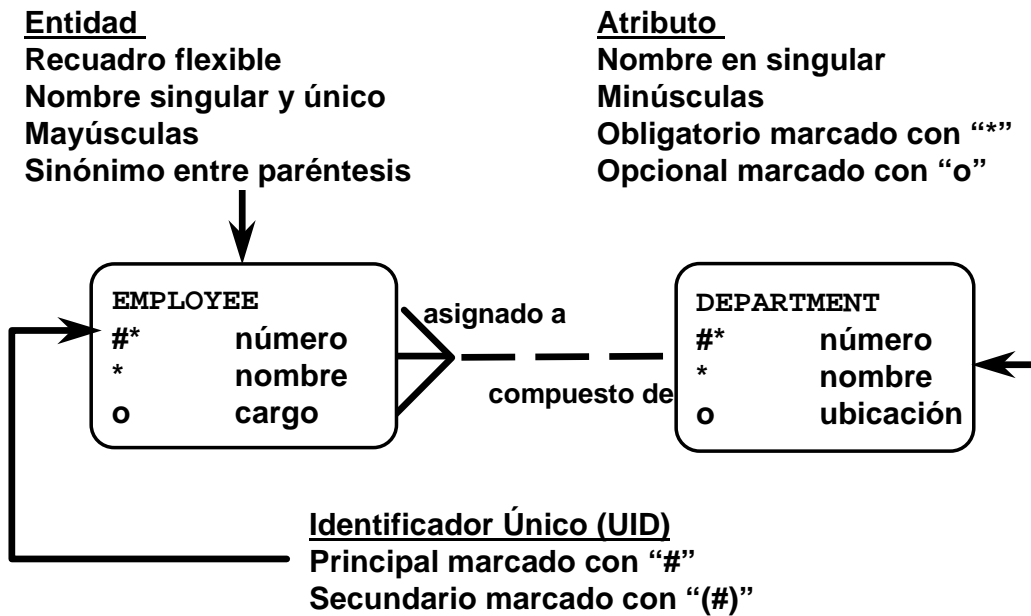 Entidad
Recuadro flexible
Nombre singular y único
Mayúsculas
Sinónimo entre paréntesis
Atributo
Nombre en singular
Minúsculas
Obligatorio marcado con “*”
Opcional marcado con “o”
EMPLOYEE
#* número
* nombre
o cargo
asignado a
compuesto de
DEPARTMENT
#* número
* nombre
o ubicación
Identificador Único (UID)
Principal marcado con “#”
Secundario marcado con “(#)”